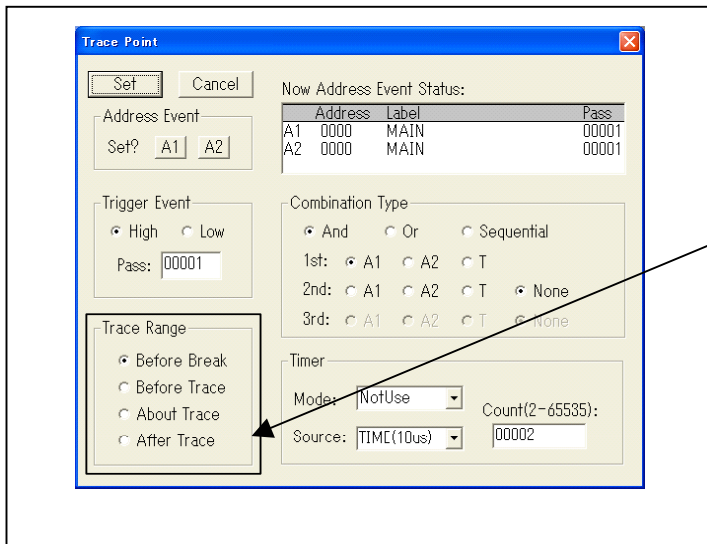 Trace Point
Set Cancel
Now Address Event Status:
Address Label Pass
A1 0000 MAIN 00001
A2 0000 MAIN 00001
Address Event
Set? A1 A2
Trigger Event
High Low
Pass: 00001
Combination Type
And Or Sequential
1st: A1 A2 T
2nd: A1 A2 T None
3rd: A1 A2 T None
Trace Range
Before Break
Before Trace
About Trace
After Trace
Timer
Mode: NotUse
Count(2-65535):
Source: TIME(10us) 00002